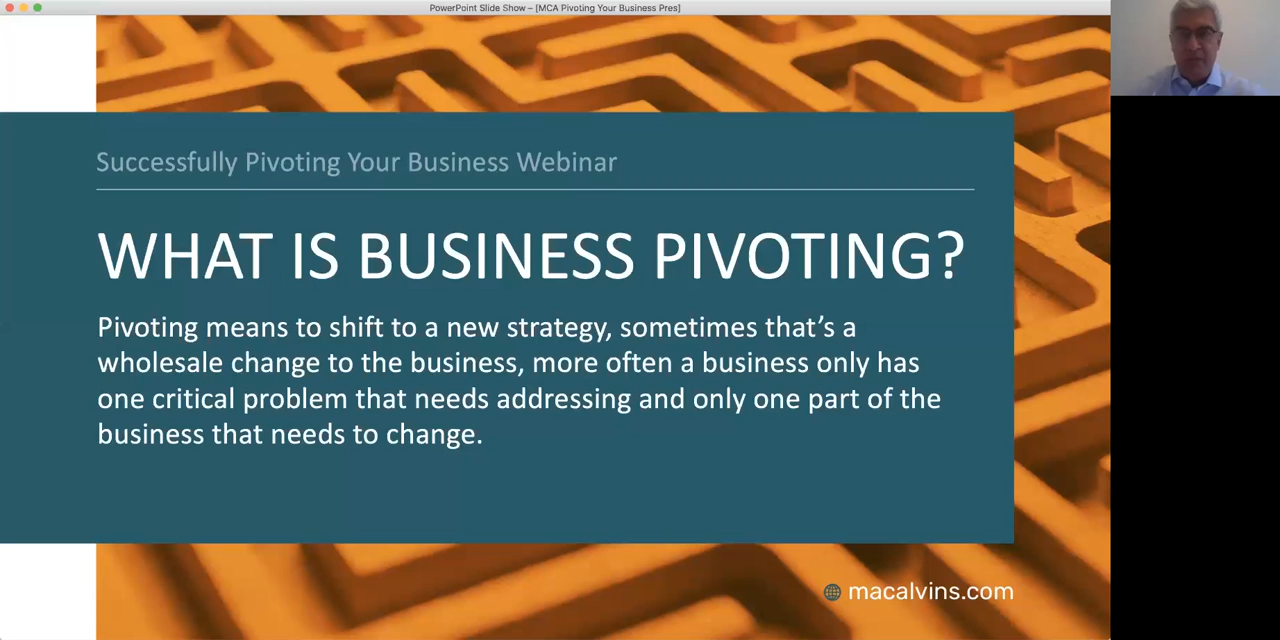 PowerPoint Slide Show – [MCA Pivoting Your Business Pres]
Successfully Pivoting Your Business Webinar
WHAT IS BUSINESS PIVOTING?
Pivoting means to shift to a new strategy, sometimes that’s a
wholesale change to the business, more often a business only has
one critical problem that needs addressing and only one part of the
business that needs to change.
macalvins.com